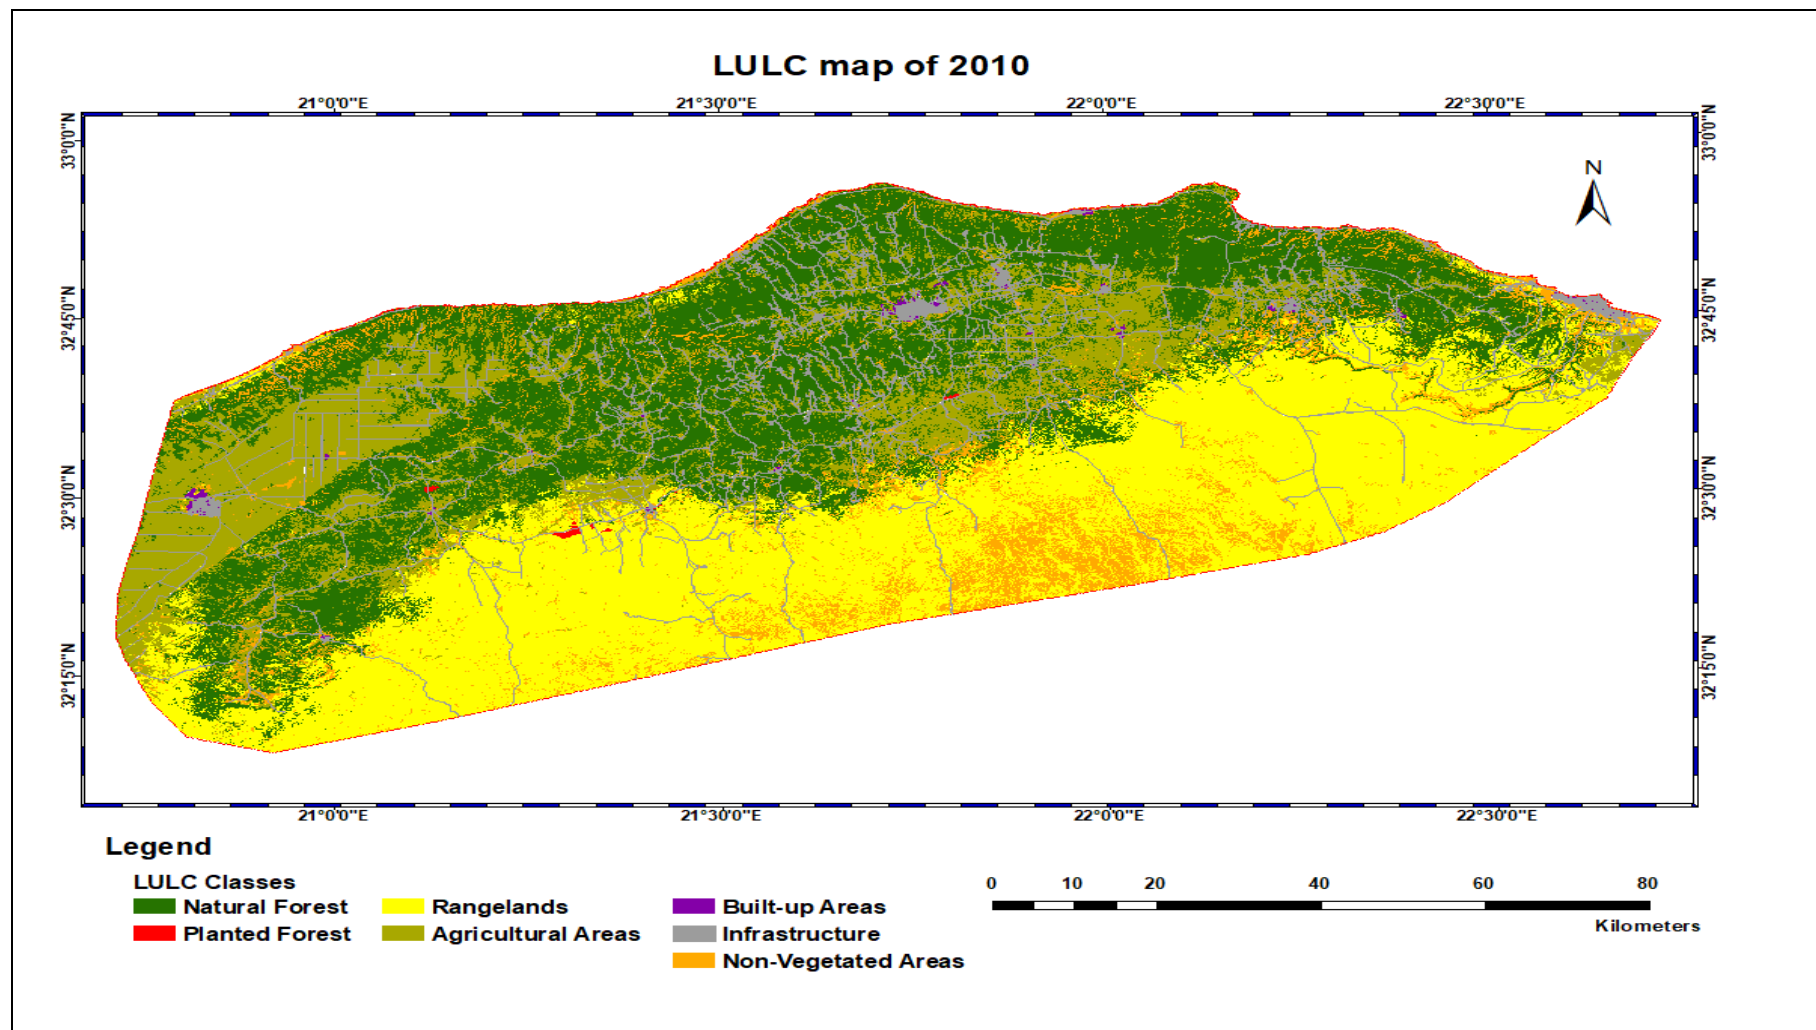 LULC map of 2010
21°0'0"E 21°30'0"E 22°0'0"E 22°30'0"E
33°0'0"N 33°0'0"N
N
32°45'0"N 32°45'0"N
32°30'0"N 32°30'0"N
32°15'0"N 32°15'0"N
21°0'0"E 21°30'0"E 22°0'0"E 22°30'0"E
Legend
LULC Classes
0 10 20 40 60 80
Natural Forest Rangelands Built-up Areas
Kilometers
Planted Forest Agricultural Areas Infrastructure
Non-Vegetated Areas